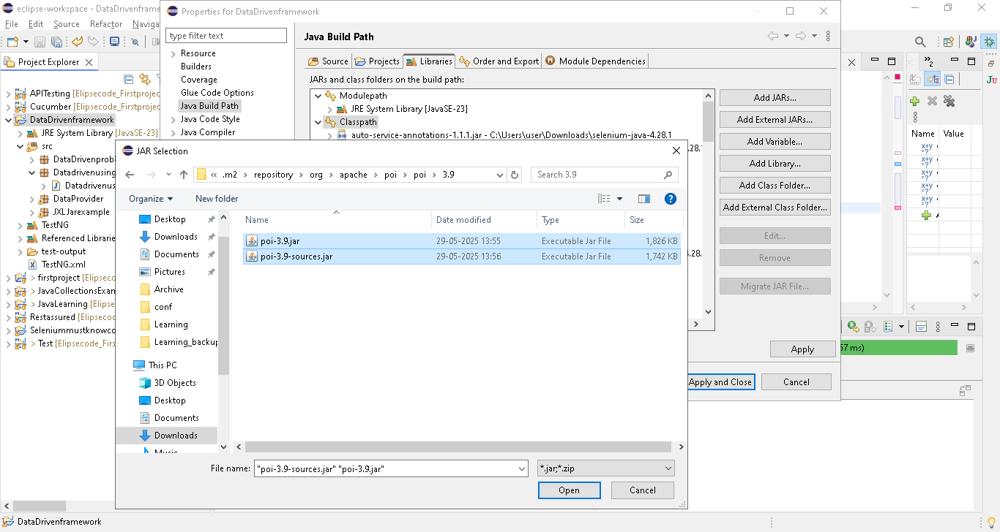 eclipse-workspace - DataDrivenf
File Edit Source Refactor Naviga
Project Explorer
APITesting [Elipsecode_Firstprojec
Cucumber [Elipsecode_Firstprojec
DataDrivenframework
JRE System Library [JavaSE-23]
src
DataDrivenprob
Datadrivenusing
Datadrivenus
DataProvider
JXLJarexample
TestNG
Referenced Librarie
test-output
TestNG.xml
> firstproject [Elipsec
> JavaCollectionsExan
> JavaLearning [Elipse
Restassured [Elipsecod
Seleniummustknowco
> Test [Elipsecode_Firs
DataDrivenframework
Properties for DataDrivenframework
type filter text
Resource
Builders
Coverage
Glue Code Options
Java Build Path
Java Code Style
Java Compiler
Java Build Path
Source Projects Libraries Order and Export Module Dependencies
JARs and class folders on the build path:
Modulepath
JRE System Library [JavaSE-23]
Classpath
auto-service-annotations-1.1.1.jar - C:\Users\user\Downloads\selenium-java-4.28.1
Add JARs...
Add External JARs...
Add Variable...
Add Library...
Add Class Folder...
Add External Class Folder...
Edit...
Remove
Migrate JAR File...
Apply
Apply and Close
Cancel
JAR Selection
« .m2 > repository > org > apache > poi > poi > 3.9
Search 3.9
Organize New folder
Desktop
Downloads
Documents
Pictures
Archive
conf
Learning
Learning_backup
This PC
3D Objects
Desktop
Documents
Downloads
Music
Name Date modified Type Size
poi-3.9.jar 29-05-2025 13:55 Executable Jar File 1,826 KB
poi-3.9-sources.jar 29-05-2025 13:56 Executable Jar File 1,742 KB
File name: "poi-3.9-sources.jar" "poi-3.9.jar"
*.jar;*.zip
Open
Cancel
Name Value
Ju